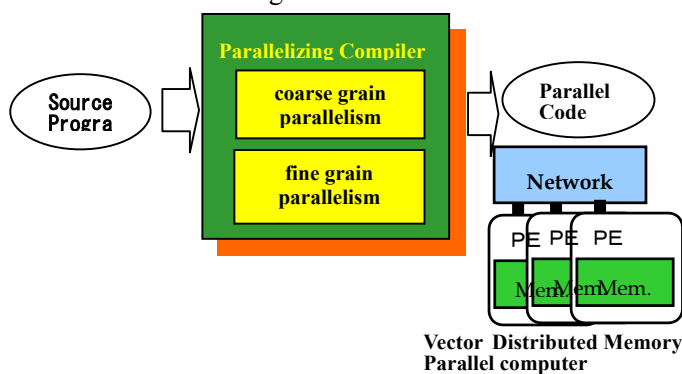 Parallelizing Compiler
coarse grain
parallelism
fine grain
parallelism
Source
Progra
Parallel
Code
Network
PE PE PE
Mem. Mem. Mem.
Vector Distributed Memory
Parallel computer